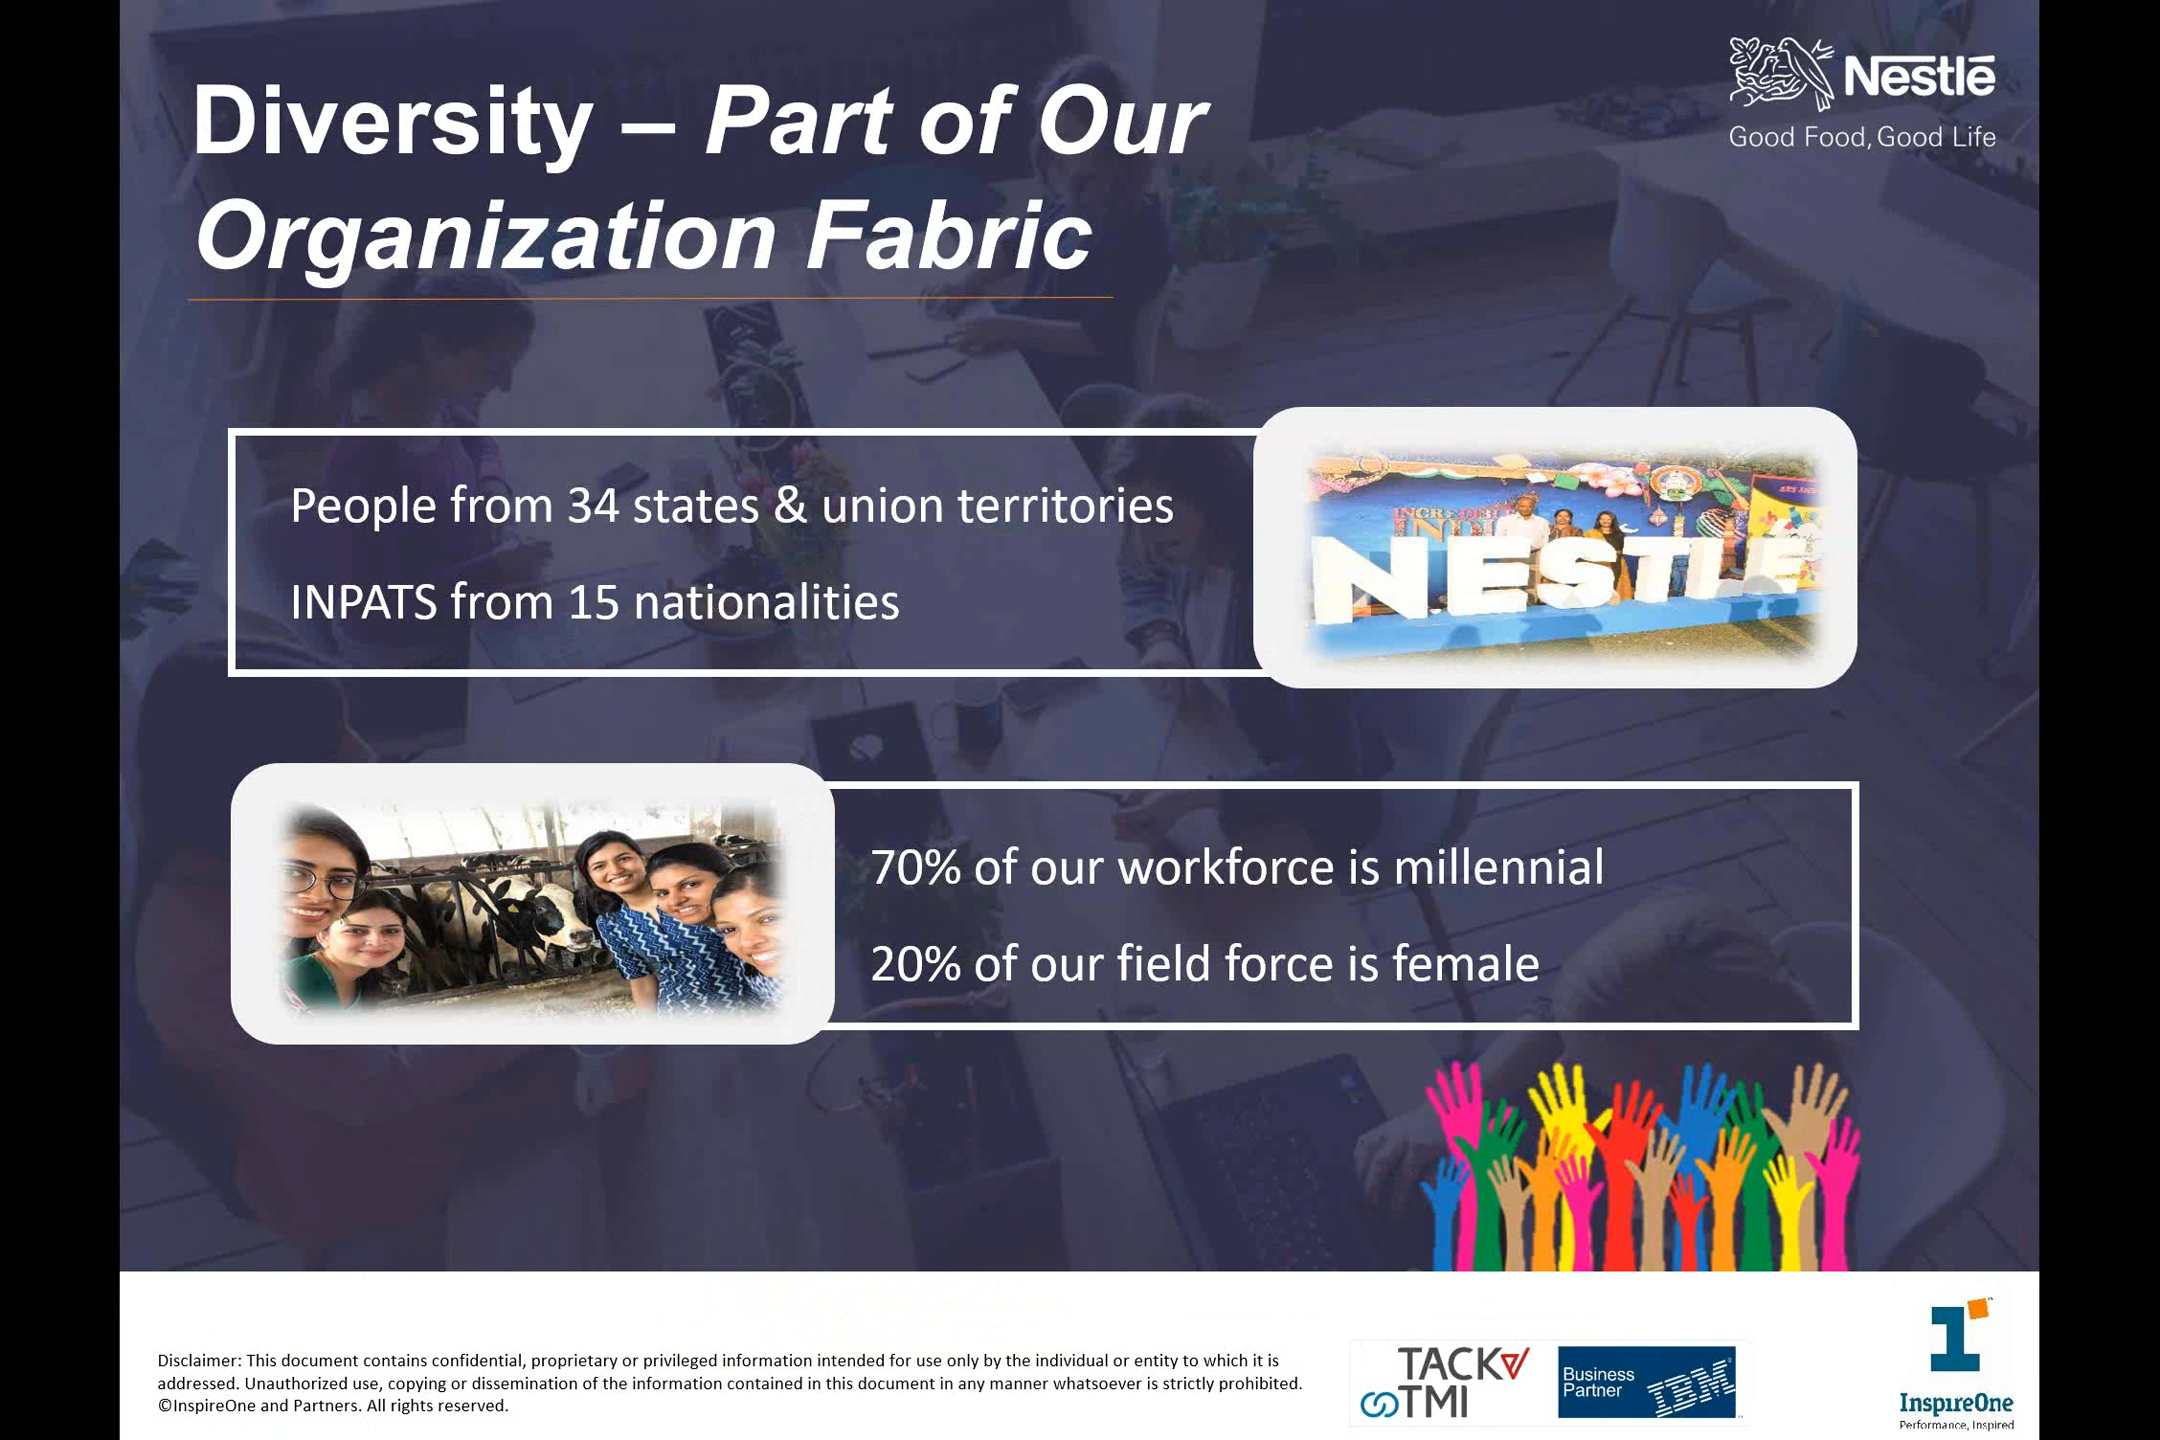 Diversity – Part of Our
Organization Fabric
Nestlé
Good Food, Good Life
People from 34 states & union territories
INPATS from 15 nationalities
NESTLE
70% of our workforce is millennial
20% of our field force is female
Disclaimer: This document contains confidential, proprietary or privileged information intended for use only by the individual or entity to which it is
addressed. Unauthorized use, copying or dissemination of the information contained in this document in any manner whatsoever is strictly prohibited.
©InspireOne and Partners. All rights reserved.
TACK
TMI
Business
Partner
IBM
InspıreOne
Performance, Inspired